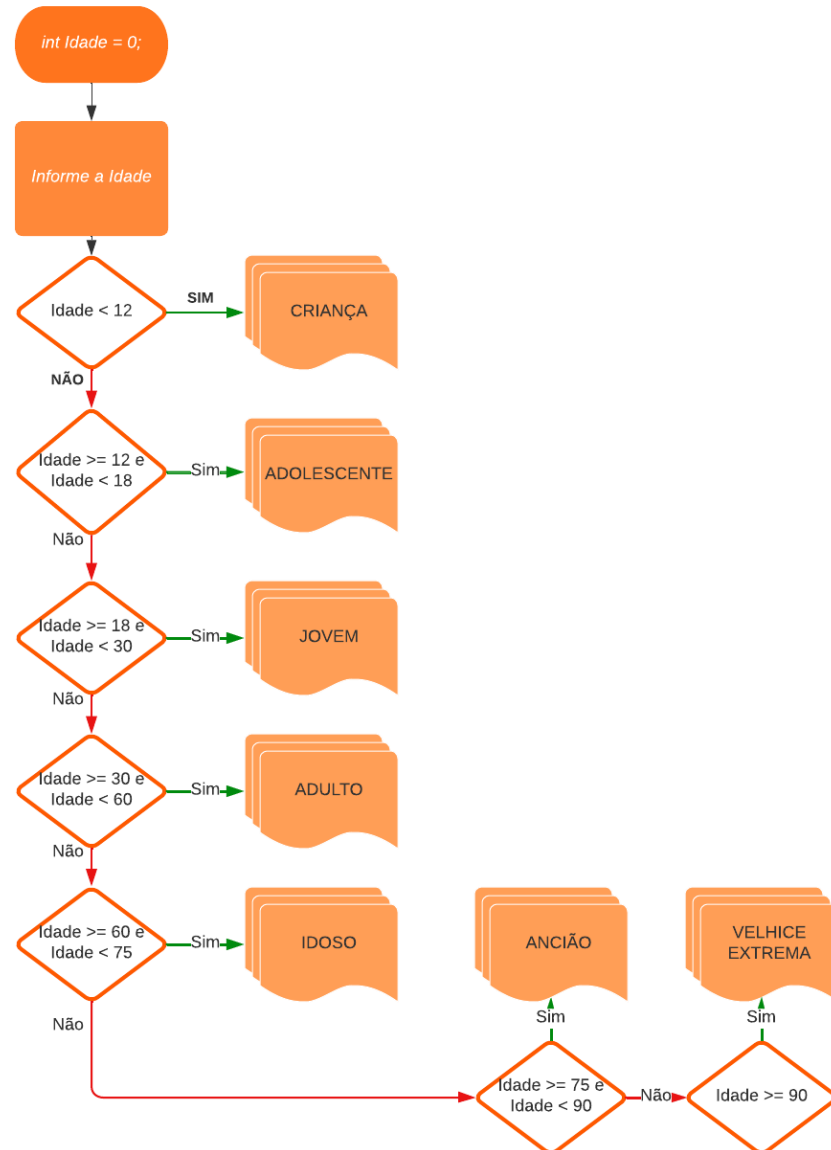 int Idade = 0;
Informe a Idade
Idade < 12
SIM
CRIANÇA
NÃO
Idade >= 12 e
Idade < 18
Sim
ADOLESCENTE
Não
Idade >= 18 e
Idade < 30
Sim
JOVEM
Não
Idade >= 30 e
Idade < 60
Sim
ADULTO
Não
Idade >= 60 e
Idade < 75
Sim
IDOSO
Não
Idade >= 75 e
Idade < 90
Sim
ANCIÃO
Não
Idade >= 90
Sim
VELHICE
EXTREMA